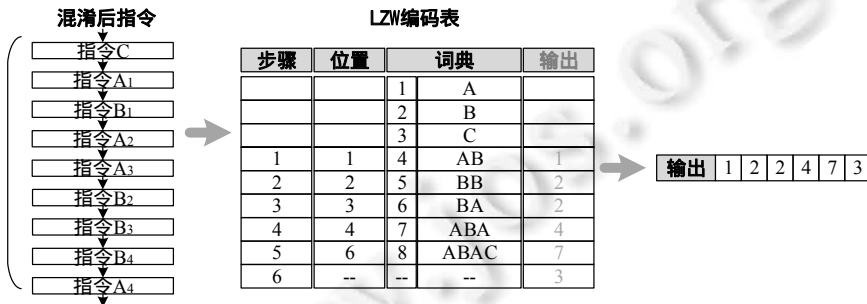 混淆后指令
指令C
指令A1
指令B1
指令A2
指令A3
指令B2
指令B3
指令B4
指令A4
LZW编码表
步骤 位置 词典 输出
1 A
2 B
3 C
1 1 4 AB 1
2 2 5 BB 2
3 3 6 BA 2
4 4 7 ABA 4
5 6 8 ABAC 7
6 -- -- -- 3
输出 1 2 2 4 7 3